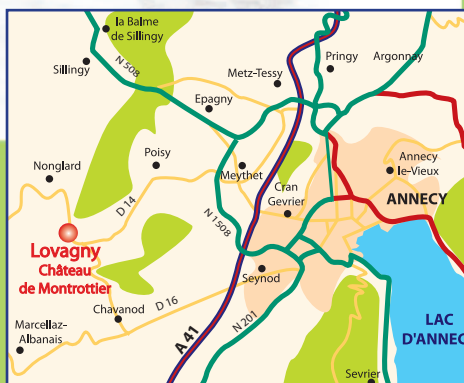 la Balme
de Sillingy
Sillingy
N 508
Metz-Tessy
Pringy
Argonay
Epagny
Nonglard
Poisy
Meythet
Annecy
le-Vieux
Cran
Gevrier
ANNECY
D 14
N 1508
Lovagny
Château
de Montrottier
Chavanod
D 16
Seynod
Marcellaz-
Albanais
A 41
N 201
LAC
D'ANNEC
Sevrier